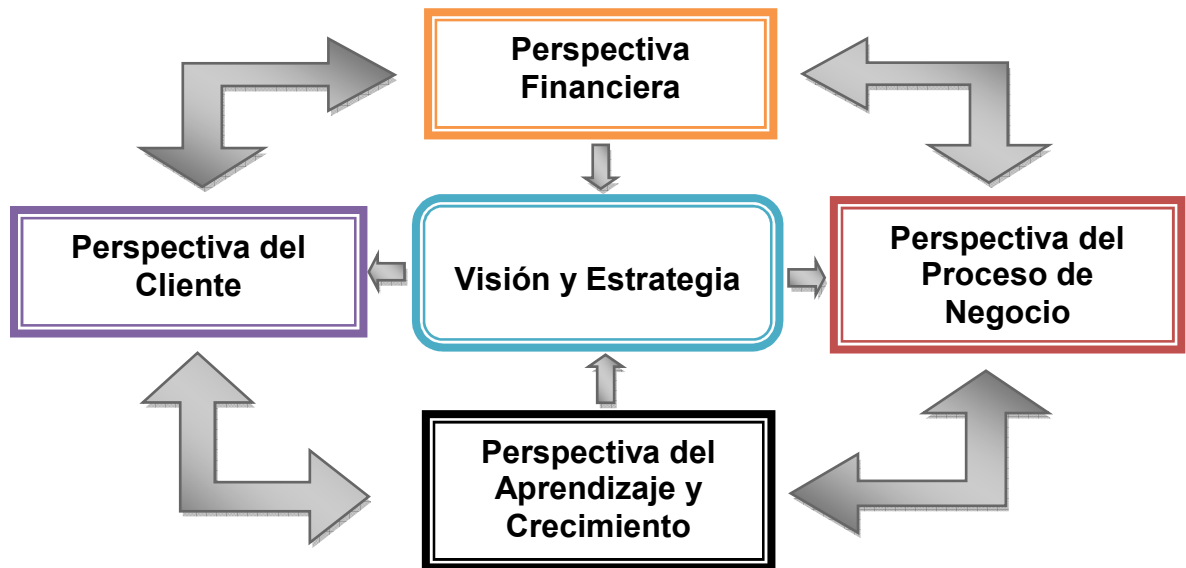 Perspectiva
Financiera
Perspectiva del
Cliente
Visión y Estrategia
Perspectiva del
Proceso de
Negocio
Perspectiva del
Aprendizaje y
Crecimiento